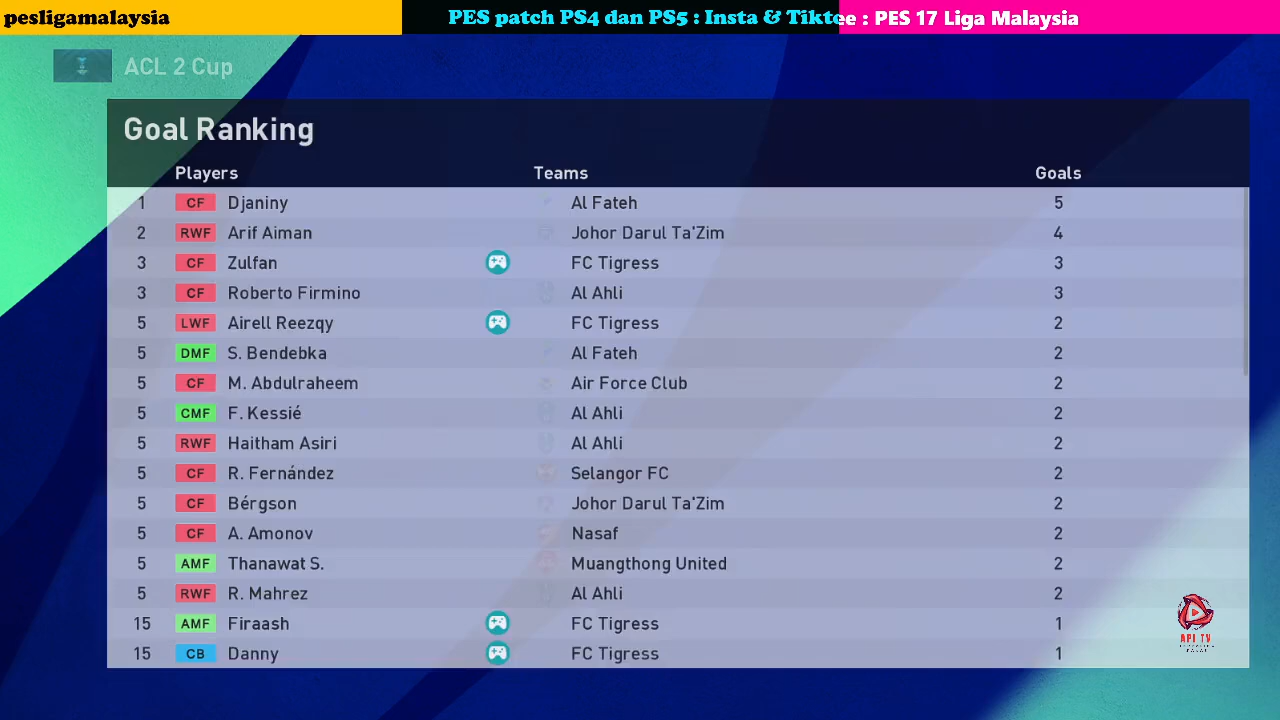 pesligamalaysia
PES patch PS4 dan PS5 : Insta & Tikt
ee : PES 17 Liga Malaysia
ACL 2 Cup
Goal Ranking
Players Teams Goals
1 CF Djaniny Al Fateh 5
2 RWF Arif Aiman Johor Darul Ta'Zim 4
3 CF Zulfan FC Tigress 3
3 CF Roberto Firmino Al Ahli 3
5 LWF Airell Reezqy FC Tigress 2
5 DMF S. Bendebka Al Fateh 2
5 CF M. Abdulraheem Air Force Club 2
5 CMF F. Kessié Al Ahli 2
5 RWF Haitham Asiri Al Ahli 2
5 CF R. Fernández Selangor FC 2
5 CF Bérgson Johor Darul Ta'Zim 2
5 CF A. Amonov Nasaf 2
5 AMF Thanawat S. Muangthong United 2
5 RWF R. Mahrez Al Ahli 2
15 AMF Firaash FC Tigress 1
15 CB Danny FC Tigress 1
API TV